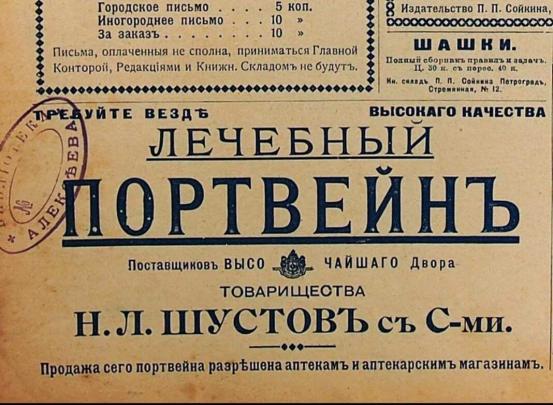 Городское письмо . . . . . 5 коп.
Иногороднее письмо . . . . 10 »
За заказ . . . . . . . . . 10 »
Письма, оплаченныя не сполна, приниматься Главной
Конторой, Редакціями и Книжн. Складомъ не будутъ.
Издательство П. П. Сойкина,
ШАШКИ.
Полный сборникъ правилъ и задачъ.
Ц. 30 к. съ перес. 40 к.
Кн. складъ П. П. Сойкина Петроградъ,
Стремянная, № 12.
ТРЕБУЙТЕ ВЕЗДѢ ВЫСОКАГО КАЧЕСТВА
ЛЕЧЕБНЫЙ
ПОРТВЕЙНЪ
Поставщиковъ ВЫСОЧАЙШАГО Двора
ТОВАРИЩЕСТВА
Н. Л. ШУСТОВЪ съ С-ми.
Продажа сего портвейна разрѣшена аптекамъ и аптекарскимъ магазинамъ.
№
АЛЕКѢЕВА